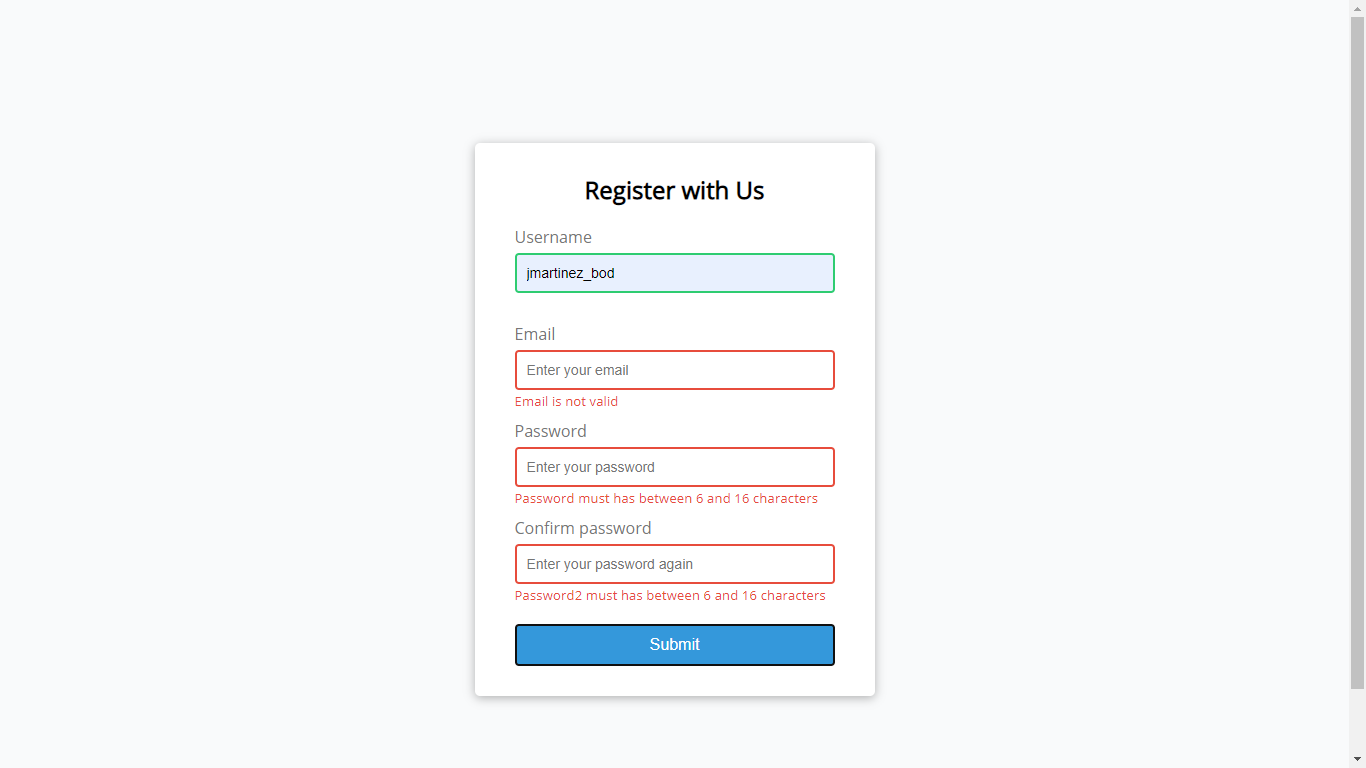 Register with Us
Username
jmartinez_bod
Email
Enter your email
Email is not valid
Password
Enter your password
Password must has between 6 and 16 characters
Confirm password
Enter your password again
Password2 must has between 6 and 16 characters
Submit